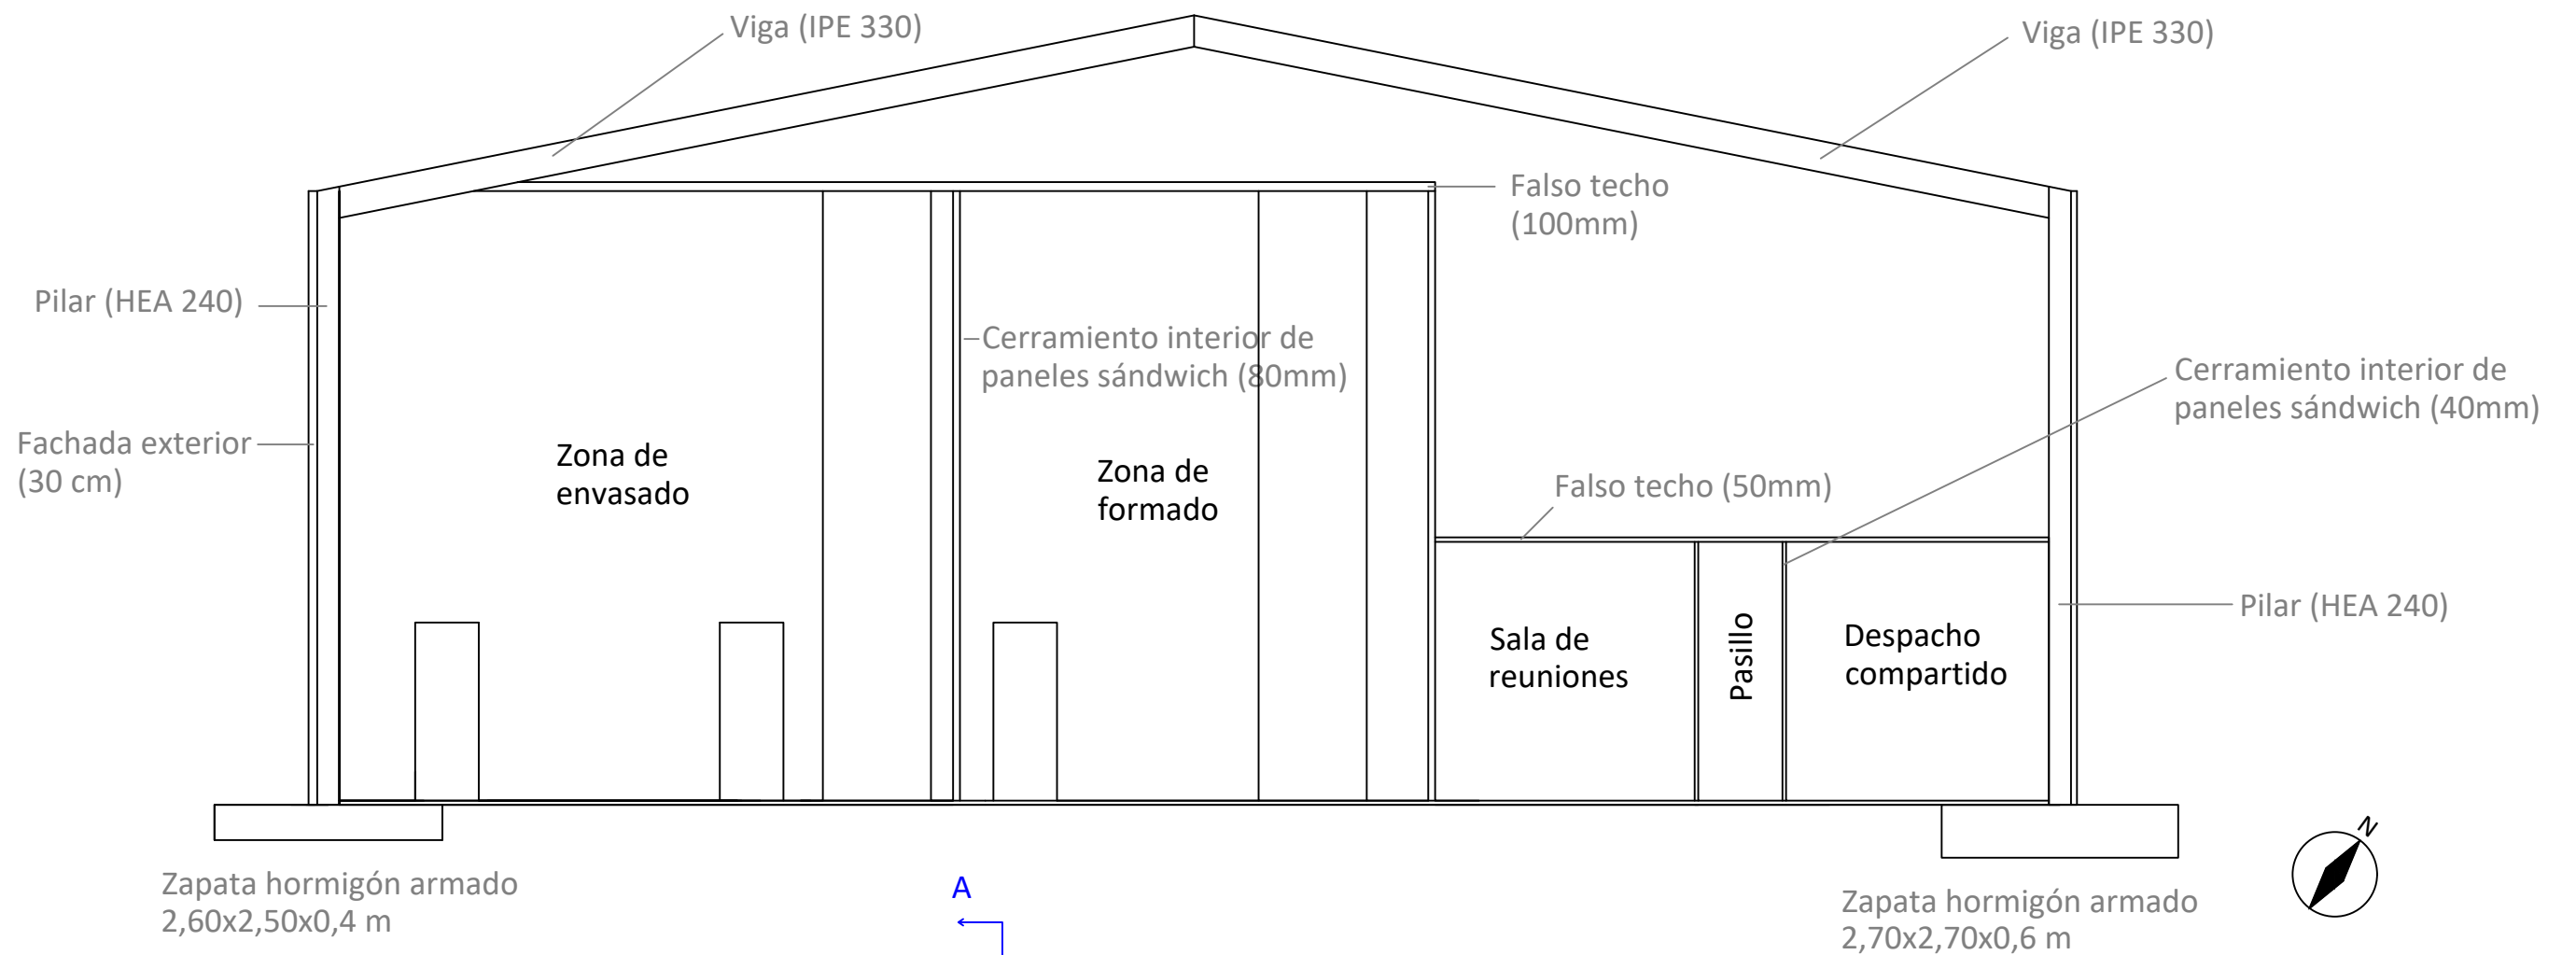 Viga (IPE 330)
Viga (IPE 330)
Falso techo
(100mm)
Pilar (HEA 240)
Cerramiento interior de
paneles sándwich (80mm)
Cerramiento interior de
paneles sándwich (40mm)
Fachada exterior
(30 cm)
Zona de
envasado
Zona de
formado
Falso techo (50mm)
Sala de
reuniones
Pasillo
Despacho
compartido
Pilar (HEA 240)
Zapata hormigón armado
2,60x2,50x0,4 m
A
Zapata hormigón armado
2,70x2,70x0,6 m
N